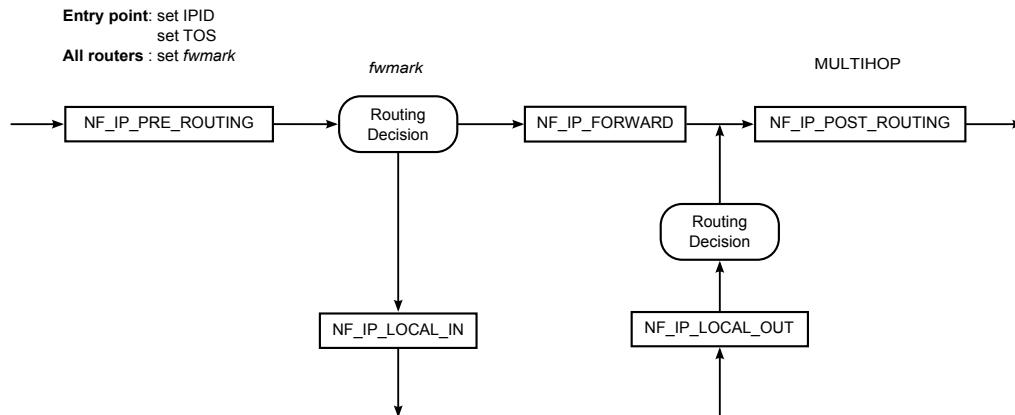 Entry point: set IPID
set TOS
All routers : set fwmark
fwmark
MULTIHOP
NF_IP_PRE_ROUTING
Routing
Decision
NF_IP_FORWARD
NF_IP_POST_ROUTING
Routing
Decision
NF_IP_LOCAL_IN
NF_IP_LOCAL_OUT